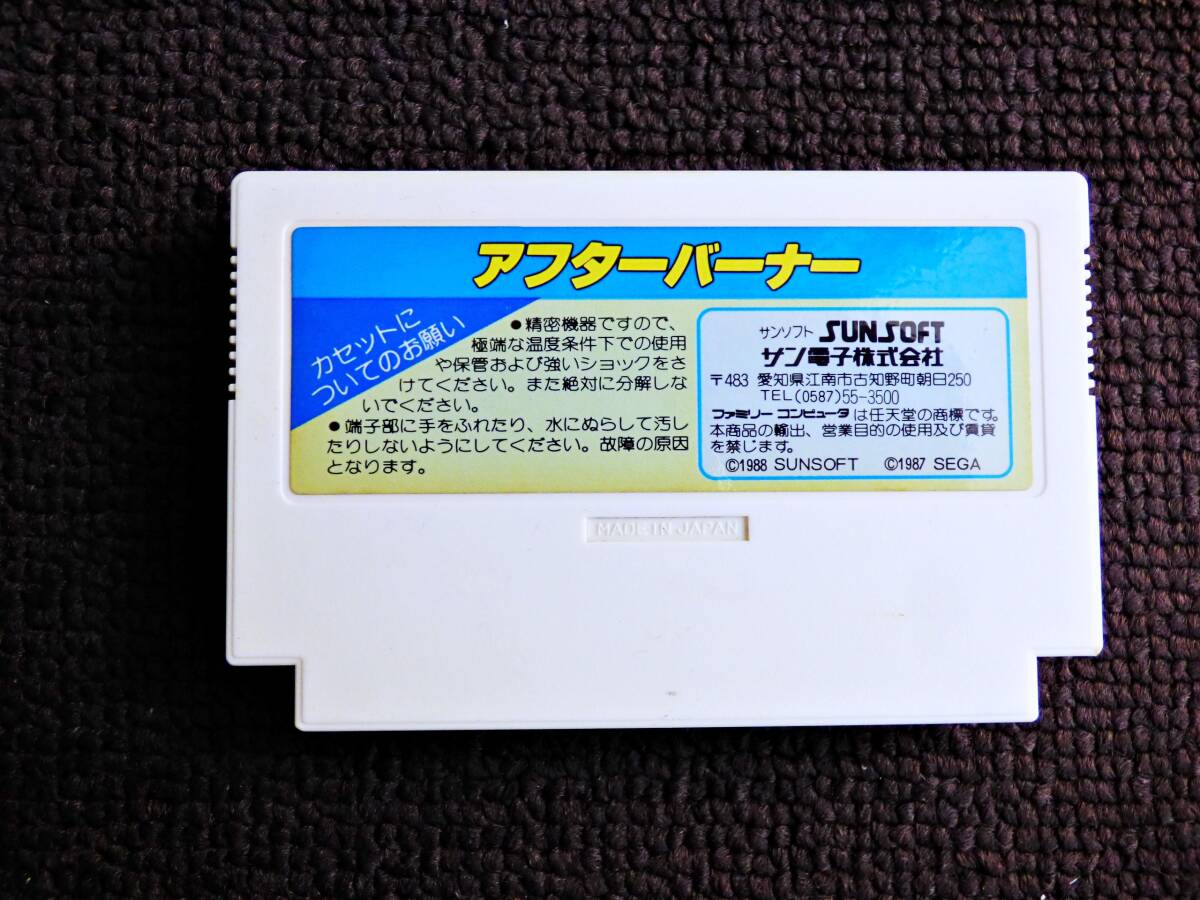 アフターバーナー
カセットに
ついてのお願い
●精密機器ですので、
極端な温度条件下での使用
や保管および強いショックをさ
けてください。また絶対に分解しな
いでください。
●端子部に手をふれたり、水にぬらして汚し
たりしないようにしてください。故障の原因
となります。
サンソフト SUNSOFT
サン電子株式会社
〒483 愛知県江南市古知野町朝日250
TEL(0587)55-3500
ファミリーコンピュータは任天堂の商標です。
本商品の輸出、営業目的の使用及び賃貸
を禁じます。
©1988 SUNSOFT ©1987 SEGA
MADE IN JAPAN